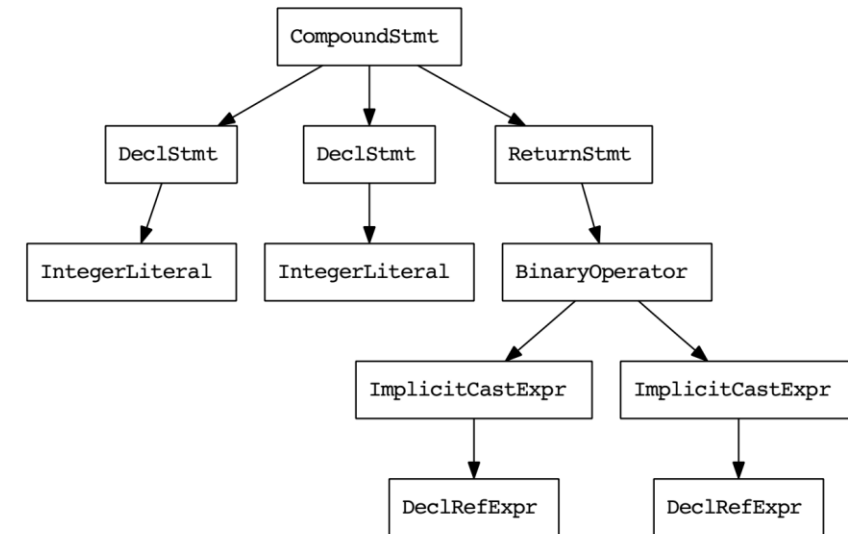 CompoundStmt
DeclStmt
DeclStmt
ReturnStmt
IntegerLiteral
IntegerLiteral
BinaryOperator
ImplicitCastExpr
ImplicitCastExpr
DeclRefExpr
DeclRefExpr